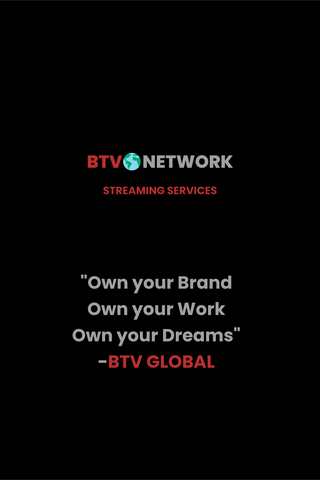 BTV🌎NETWORK
STREAMING SERVICES
"Own your Brand
Own your Work
Own your Dreams"
-BTV GLOBAL